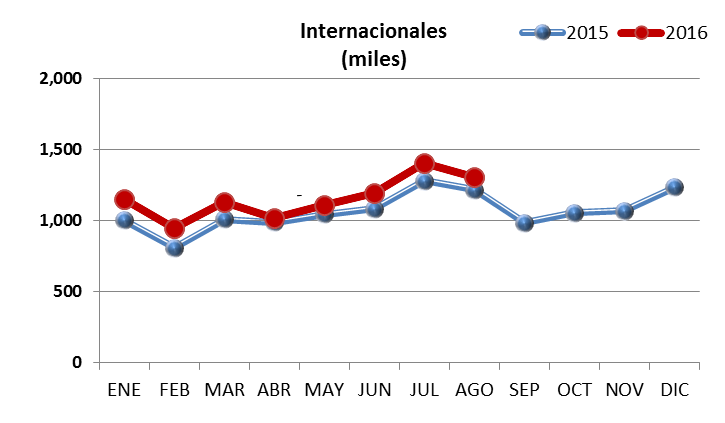 Internacionales
(miles)
2015
2016
2,000
1,500
1,000
500
0
ENE FEB MAR ABR MAY JUN JUL AGO SEP OCT NOV DIC
-